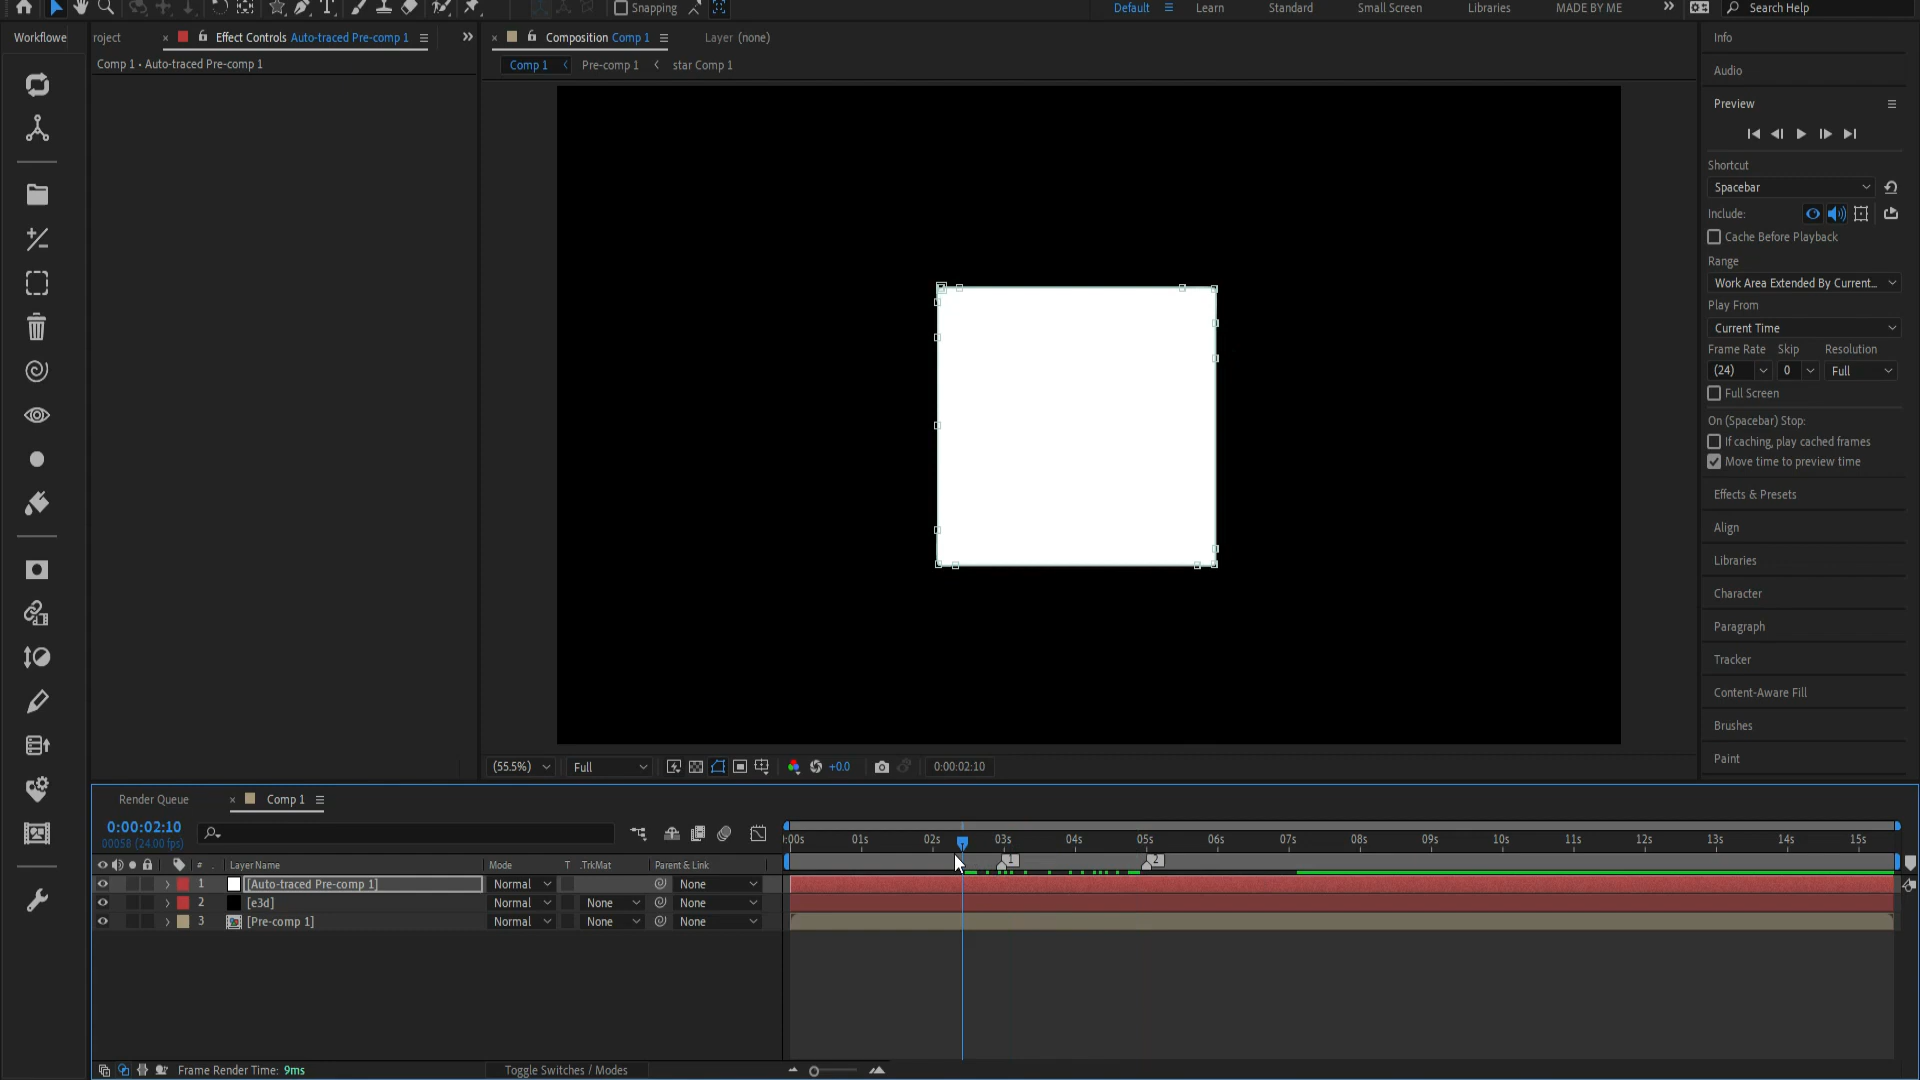 Snapping
Default
Learn
Standard
Small Screen
Libraries
MADE BY ME
Search Help
Workflowe
roject
Effect Controls Auto-traced Pre-comp 1
Composition Comp 1
Layer (none)
Info
Comp 1 • Auto-traced Pre-comp 1
Comp 1
Pre-comp 1
star Comp 1
Audio
Preview
Shortcut
Spacebar
Include:
Cache Before Playback
Range
Work Area Extended By Current...
Play From
Current Time
Frame Rate Skip Resolution
(24) 0 Full
Full Screen
On (Spacebar) Stop:
If caching, play cached frames
Move time to preview time
Effects & Presets
Align
Libraries
Character
Paragraph
Tracker
Content-Aware Fill
Brushes
Paint
(55.5%)
Full
+0.0
0:00:02:10
Render Queue
Comp 1
0:00:02:10
00058 (24.00 fps)
:00s 01s 02s 03s 04s 05s 06s 07s 08s 09s 10s 11s 12s 13s 14s 15s
1 2
# Layer Name Mode T .TrkMat Parent & Link
1 [Auto-traced Pre-comp 1] Normal None
2 [e3d] Normal None None
3 [Pre-comp 1] Normal None None
Frame Render Time: 9ms
Toggle Switches / Modes